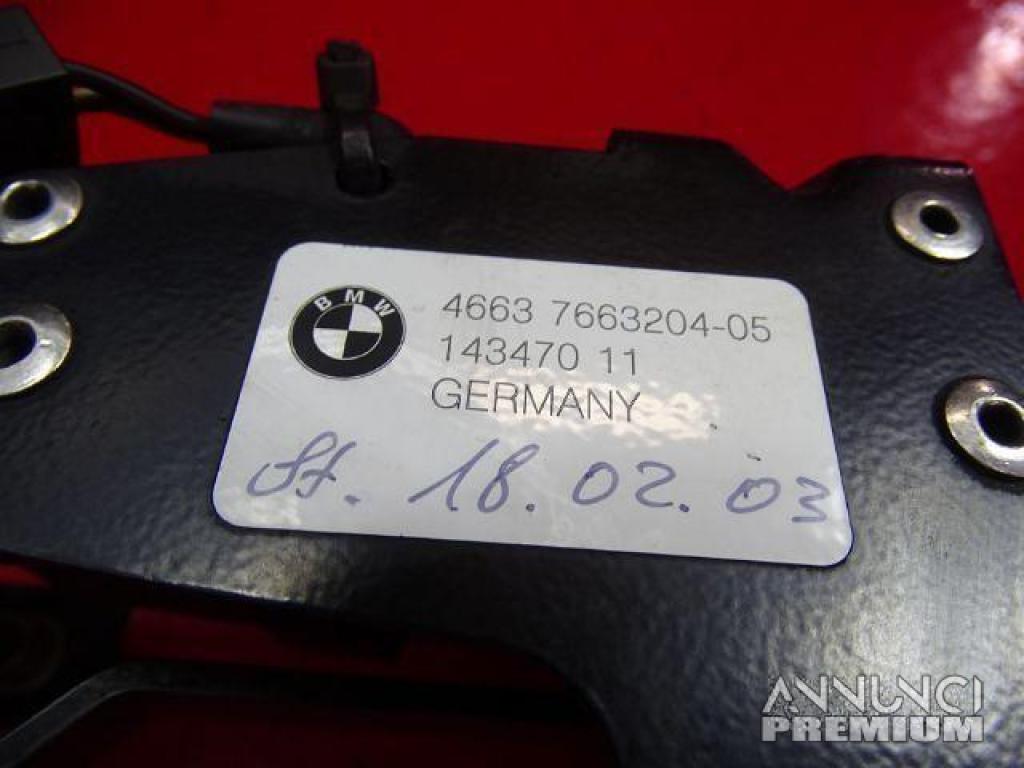 BMW
4663 7663204-05
143470 11
GERMANY
St. 18.02.03
ANNUNCI
PREMIUM